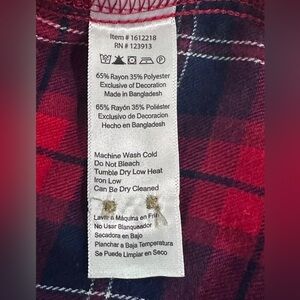 Item # 1612218
RN # 123913
65% Rayon 35% Polyester
Exclusive of Decoration
Made in Bangladesh
65% Rayón 35% Poliéster
Exclusivo de Decoracion
Hecho en Bangladesh
Machine Wash Cold
Do Not Bleach
Tumble Dry Low Heat
Iron Low
Can Be Dry Cleaned
Lavar a Máquina en Frío
No Usar Blanqueador
Secadora en Bajo
Planchar a Baja Temperatura
Se Puede Limpiar en Seco